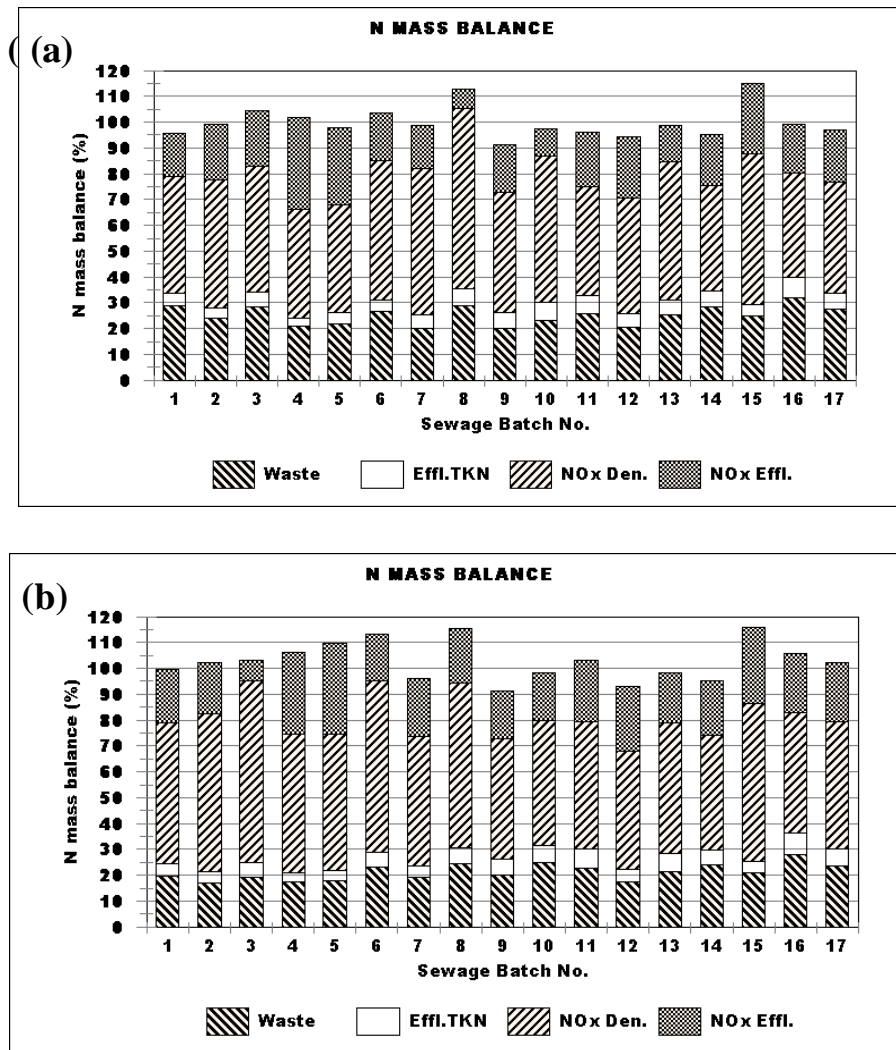 ( (a)
N MASS BALANCE
120
110
100
90
80
70
60
50
40
30
20
10
0
N mass balance (%)
1 2 3 4 5 6 7 8 9 10 11 12 13 14 15 16 17
Sewage Batch No.
Waste Effl.TKN NOx Den. NOx Effl.
(b)
N MASS BALANCE
120
110
100
90
80
70
60
50
40
30
20
10
0
N mass balance (%)
1 2 3 4 5 6 7 8 9 10 11 12 13 14 15 16 17
Sewage Batch No.
Waste Effl.TKN NOx Den. NOx Effl.